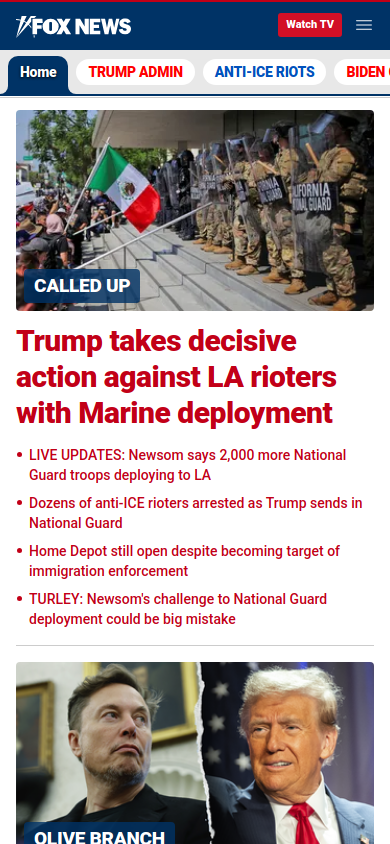 FOX NEWS
Watch TV
Home
TRUMP ADMIN
ANTI-ICE RIOTS
BIDEN
CALIFORNIA
NATIONAL GUARD
CALLED UP
Trump takes decisive
action against LA rioters
with Marine deployment
• LIVE UPDATES: Newsom says 2,000 more National
Guard troops deploying to LA
• Dozens of anti-ICE rioters arrested as Trump sends in
National Guard
• Home Depot still open despite becoming target of
immigration enforcement
• TURLEY: Newsom's challenge to National Guard
deployment could be big mistake
OLIVE BRANCH